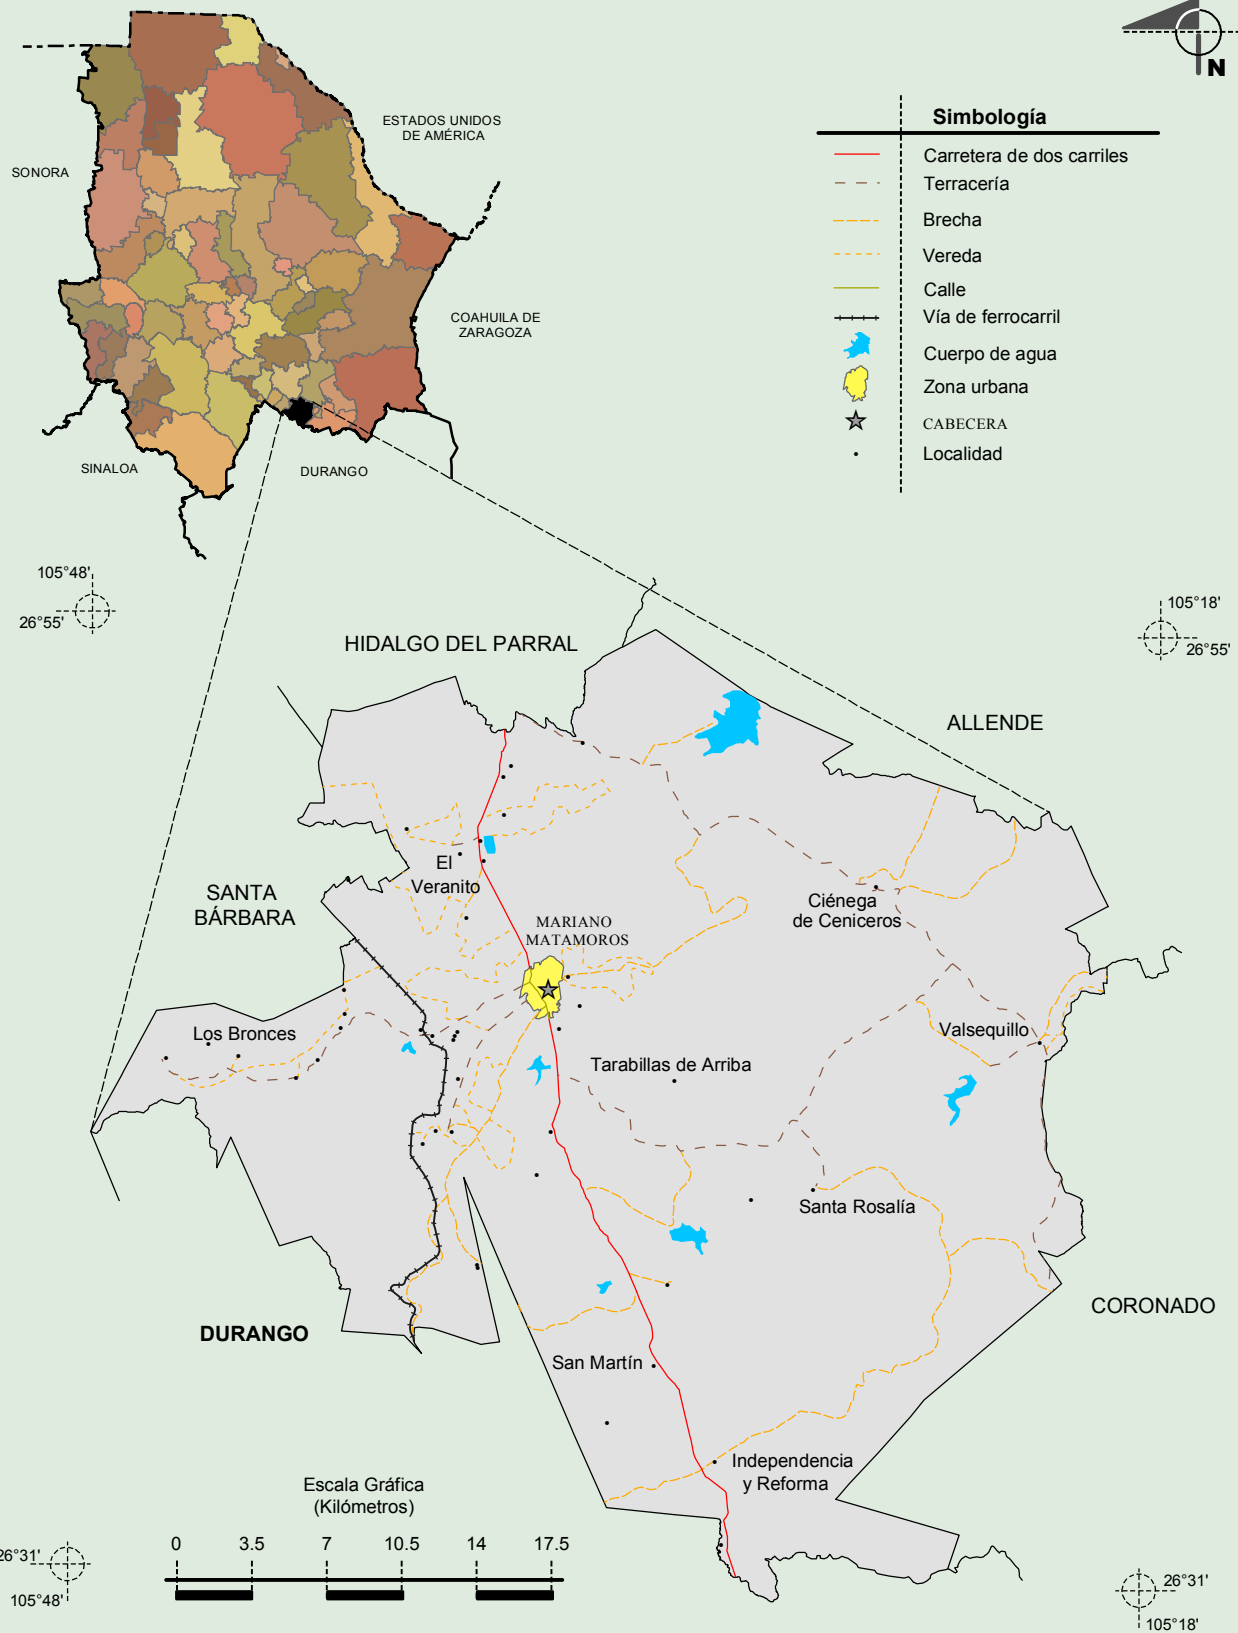 N
ESTADOS UNIDOS
DE AMÉRICA
SONORA
COAHUILA DE
ZARAGOZA
SINALOA
DURANGO
Simbología
Carretera de dos carriles
Terracería
Brecha
Vereda
Calle
Vía de ferrocarril
Cuerpo de agua
Zona urbana
CABECERA
Localidad
105°48'
26°55'
105°18'
26°55'
HIDALGO DEL PARRAL
ALLENDE
El
Veranito
SANTA
BÁRBARA
Ciénega
de Ceniceros
MARIANO
MATAMOROS
Los Bronces
Valsequillo
Tarabillas de Arriba
Santa Rosalía
CORONADO
DURANGO
San Martín
Independencia
y Reforma
Escala Gráfica
(Kilómetros)
0 3.5 7 10.5 14 17.5
26°31'
105°48'
26°31'
105°18'